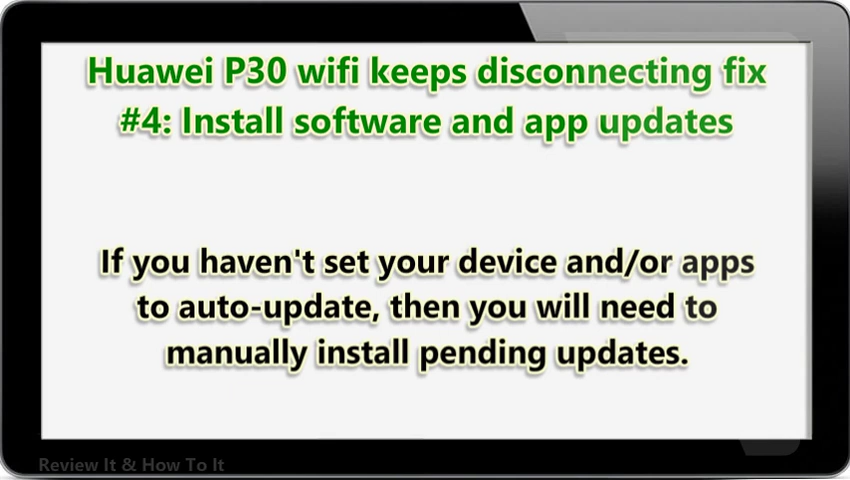 Huawei P30 wifi keeps disconnecting fix
#4: Install software and app updates
If you haven't set your device and/or apps
to auto-update, then you will need to
manually install pending updates.
Review It & How To It